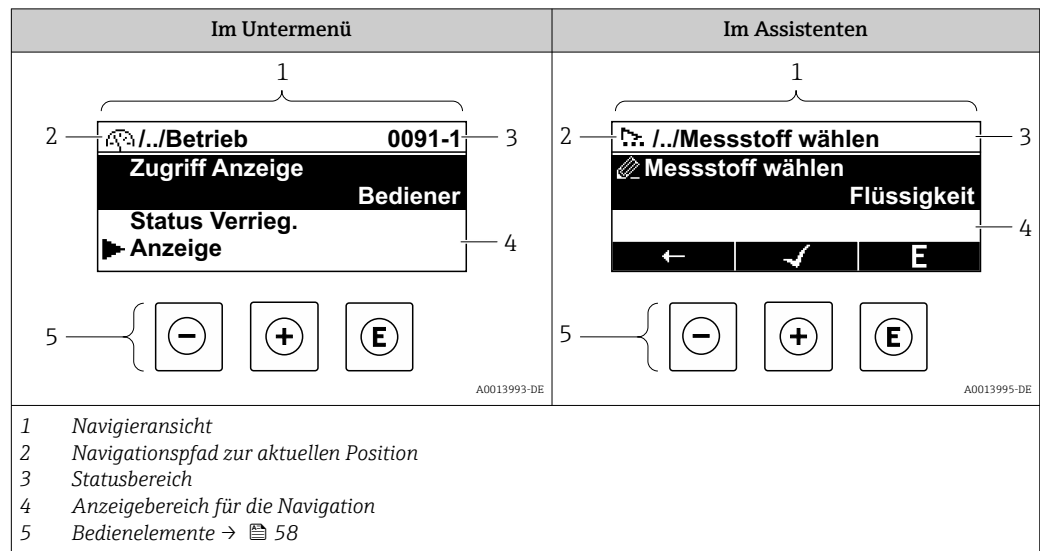 Im Untermenü
Im Assistenten
1
2
/../Betrieb 0091-1
3
Zugriff Anzeige
Bediener
Status Verrieg.
Anzeige
4
5
− + E
A0013993-DE
1
2
/../Messstoff wählen
3
Messstoff wählen
Flüssigkeit
4
← ✓ E
5
− + E
A0013995-DE
1 Navigieransicht
2 Navigationspfad zur aktuellen Position
3 Statusbereich
4 Anzeigebereich für die Navigation
5 Bedienelemente → 58